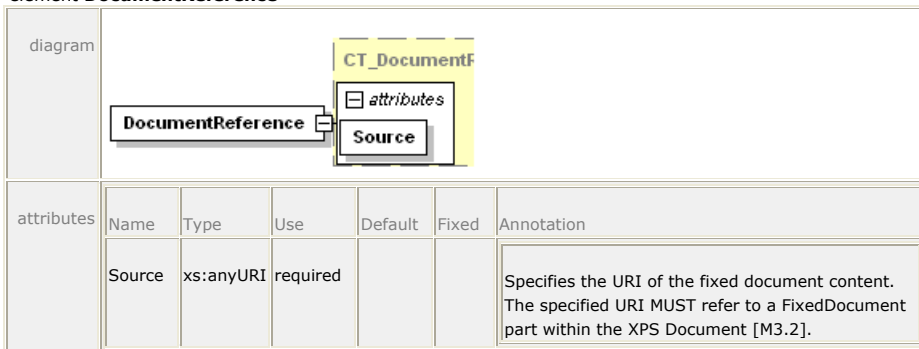 element DocumentReference
diagram
CT_DocumentR
attributes
DocumentReference
Source
attributes
Name Type Use Default Fixed Annotation
Source xs:anyURI required
Specifies the URI of the fixed document content.
The specified URI MUST refer to a FixedDocument
part within the XPS Document [M3.2].